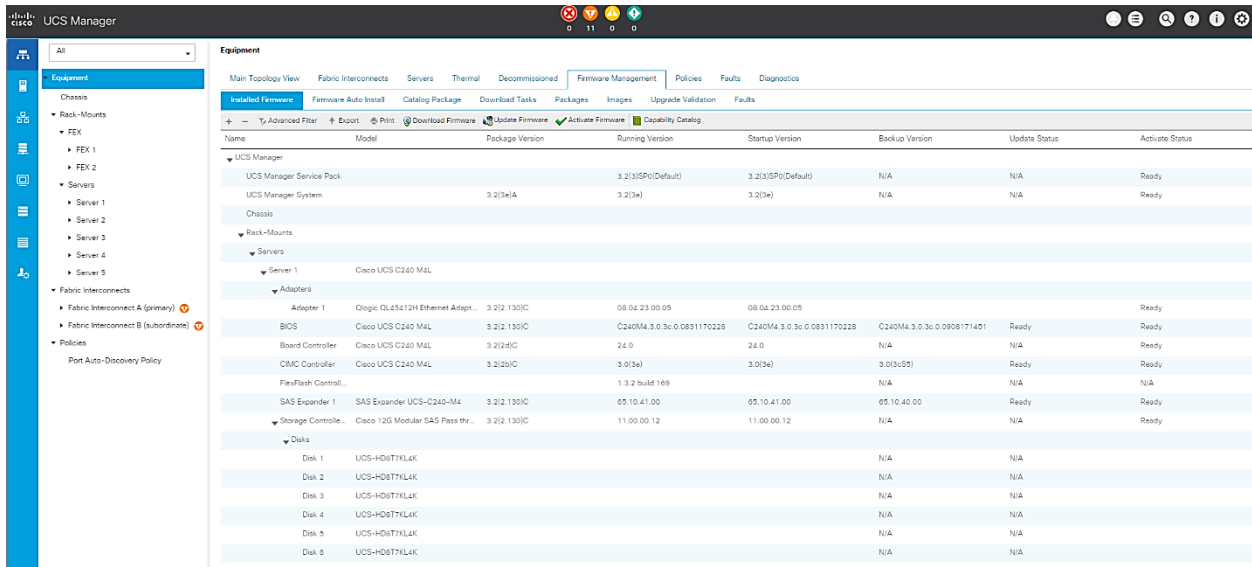 cisco UCS Manager
0 11 0 0
All
Equipment
Chassis
Rack-Mounts
FEX
FEX 1
FEX 2
Servers
Server 1
Server 2
Server 3
Server 4
Server 5
Fabric Interconnects
Fabric Interconnect A (primary)
Fabric Interconnect B (subordinate)
Policies
Port Auto-Discovery Policy
Equipment
Main Topology View Fabric Interconnects Servers Thermal Decommissioned Firmware Management Policies Faults Diagnostics
Installed Firmware Firmware Auto Install Catalog Package Download Tasks Packages Images Upgrade Validation Faults
+ − Advanced Filter Export Print Download Firmware Update Firmware Activate Firmware Capability Catalog
Name Model Package Version Running Version Startup Version Backup Version Update Status Activate Status
UCS Manager
UCS Manager Service Pack 3.2(3)SP0(Default) 3.2(3)SP0(Default) N/A N/A Ready
UCS Manager System 3.2(3e)A 3.2(3e) 3.2(3e) N/A N/A Ready
Chassis
Rack-Mounts
Servers
Server 1 Cisco UCS C240 M4L
Adapters
Adapter 1 Qlogic QL45412H Ethernet Adapt... 3.2(2.130)C 08.04.23.00.05 08.04.23.00.05 Ready
BIOS Cisco UCS C240 M4L 3.2(2.130)C C240M4.3.0.3c.0.0831170228 C240M4.3.0.3c.0.0831170228 C240M4.3.0.3c.0.0908171451 Ready Ready
Board Controller Cisco UCS C240 M4L 3.2(2d)C 24.0 24.0 N/A N/A Ready
CIMC Controller Cisco UCS C240 M4L 3.2(2b)C 3.0(3e) 3.0(3e) 3.0(3cS5) Ready Ready
FlexFlash Controll... 1.3.2 build 169 N/A N/A N/A
SAS Expander 1 SAS Expander UCS-C240-M4 3.2(2.130)C 65.10.41.00 65.10.41.00 65.10.40.00 Ready Ready
Storage Controlle... Cisco 12G Modular SAS Pass thr... 3.2(2.130)C 11.00.00.12 11.00.00.12 N/A N/A Ready
Disks
Disk 1 UCS-HD8T7KL4K N/A N/A
Disk 2 UCS-HD8T7KL4K N/A N/A
Disk 3 UCS-HD8T7KL4K N/A N/A
Disk 4 UCS-HD8T7KL4K N/A N/A
Disk 5 UCS-HD8T7KL4K N/A N/A
Disk 6 UCS-HD8T7KL4K N/A N/A